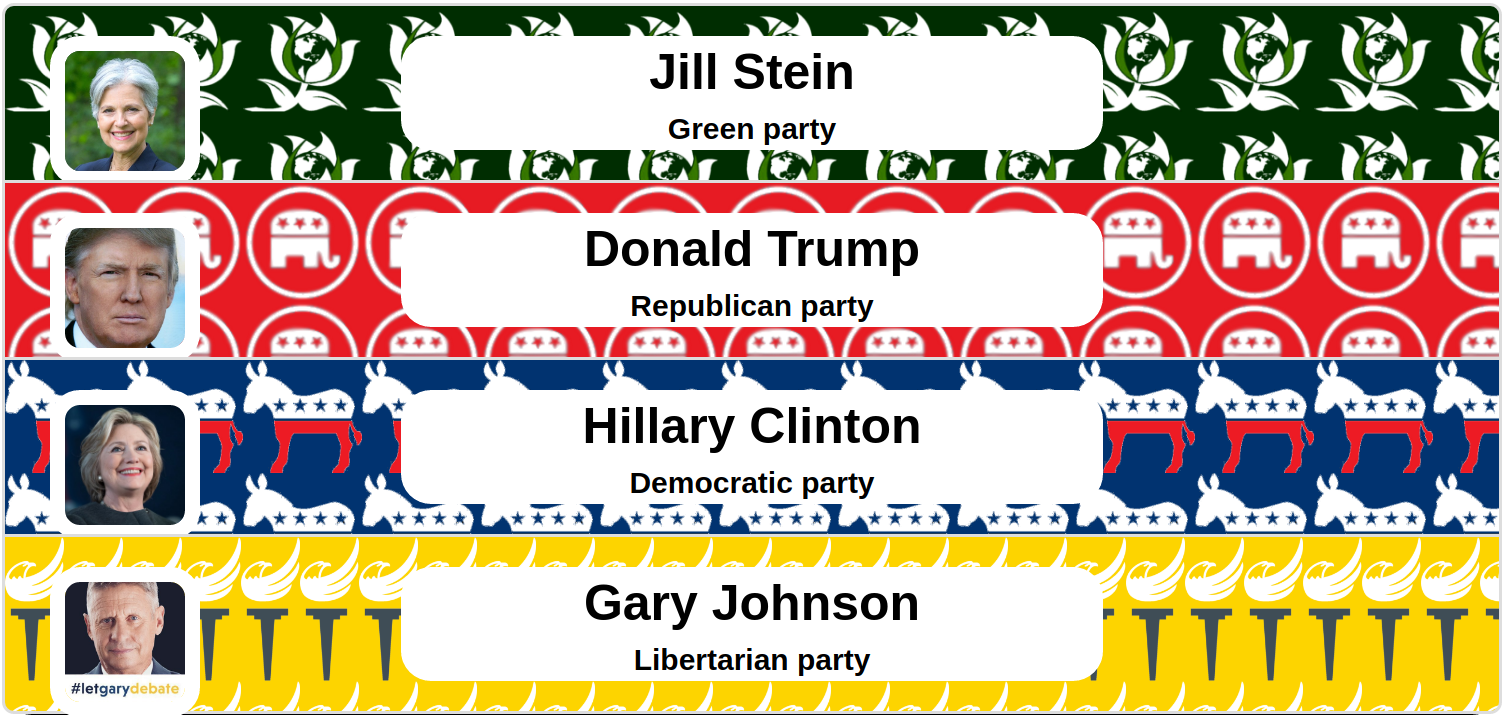 Jill Stein
Green party
Donald Trump
Republican party
Hillary Clinton
Democratic party
Gary Johnson
Libertarian party
#letgarydebate